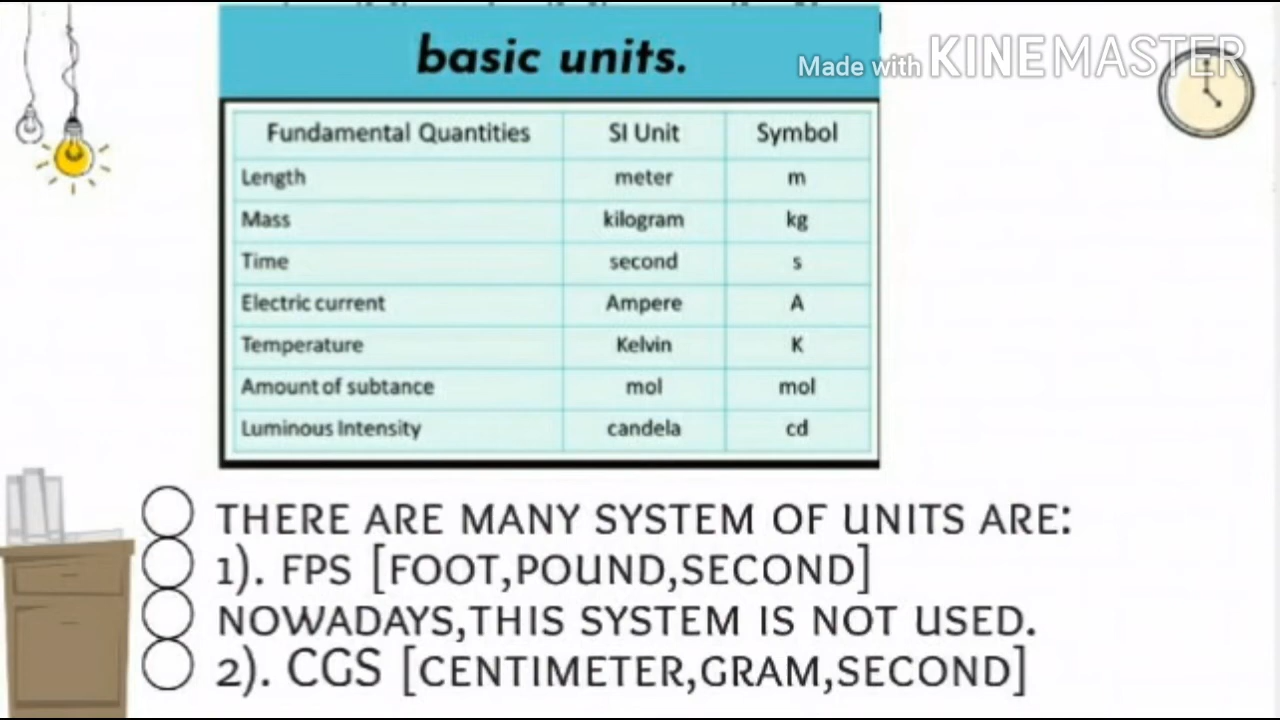 basic units.
Made with KINEMASTER
Fundamental Quantities SI Unit Symbol
Length meter m
Mass kilogram kg
Time second s
Electric current Ampere A
Temperature Kelvin K
Amount of subtance mol mol
Luminous Intensity candela cd
THERE ARE MANY SYSTEM OF UNITS ARE:
1). FPS [FOOT,POUND,SECOND]
NOWADAYS,THIS SYSTEM IS NOT USED.
2). CGS [CENTIMETER,GRAM,SECOND]